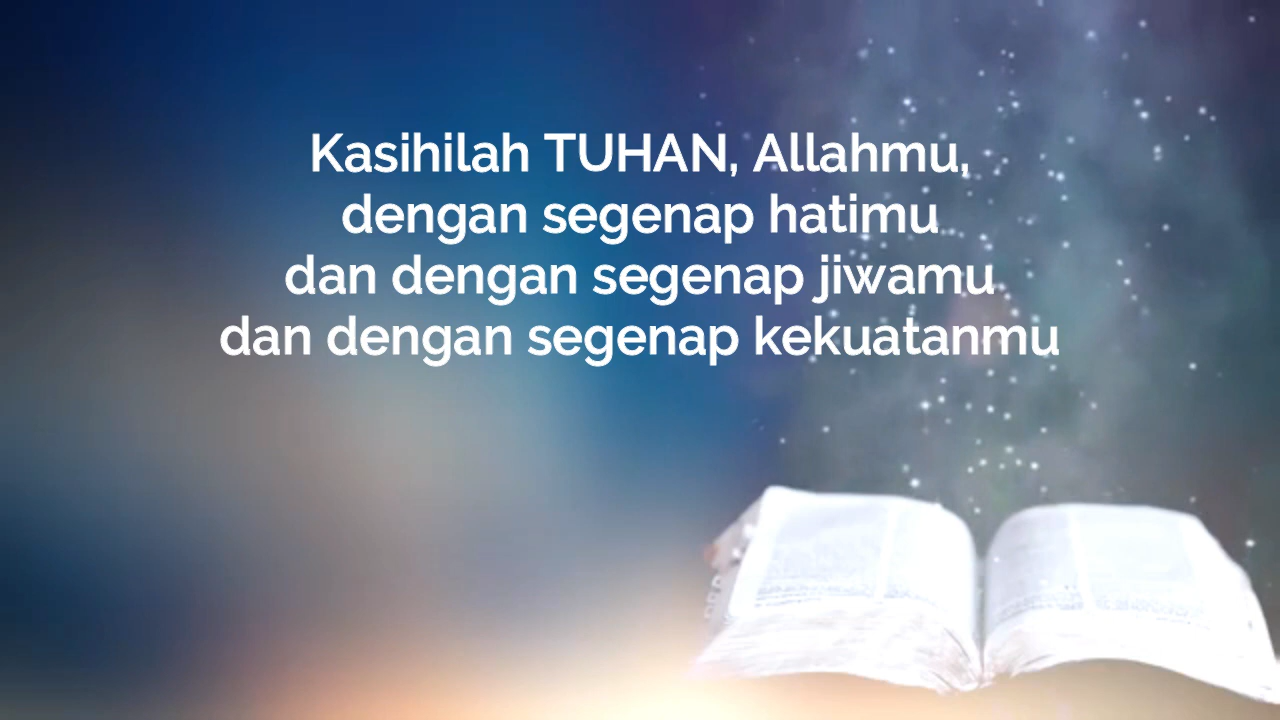 Kasihilah TUHAN, Allahmu,
dengan segenap hatimu
dan dengan segenap jiwamu
dan dengan segenap kekuatanmu